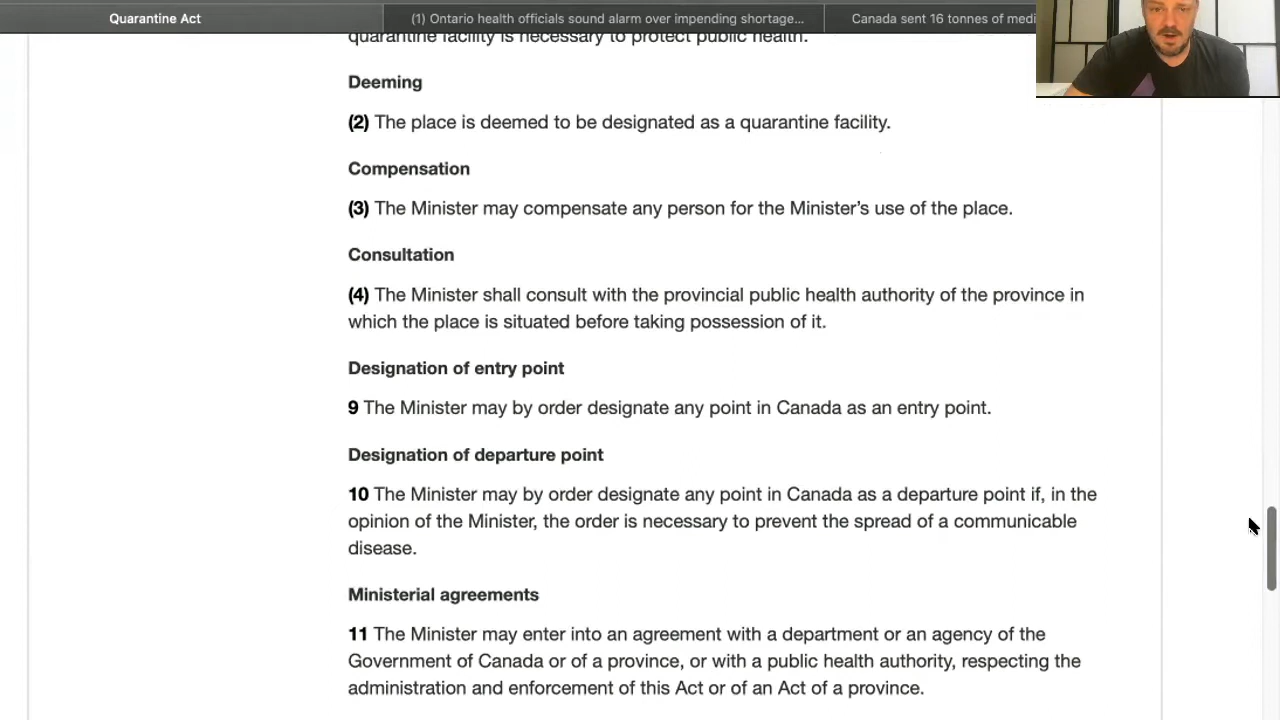 Quarantine Act
(1) Ontario health officials sound alarm over impending shortage...
Canada sent 16 tonnes of medi
quarantine facility is necessary to protect public health.
Deeming
(2) The place is deemed to be designated as a quarantine facility.
Compensation
(3) The Minister may compensate any person for the Minister’s use of the place.
Consultation
(4) The Minister shall consult with the provincial public health authority of the province in
which the place is situated before taking possession of it.
Designation of entry point
9 The Minister may by order designate any point in Canada as an entry point.
Designation of departure point
10 The Minister may by order designate any point in Canada as a departure point if, in the
opinion of the Minister, the order is necessary to prevent the spread of a communicable
disease.
Ministerial agreements
11 The Minister may enter into an agreement with a department or an agency of the
Government of Canada or of a province, or with a public health authority, respecting the
administration and enforcement of this Act or of an Act of a province.